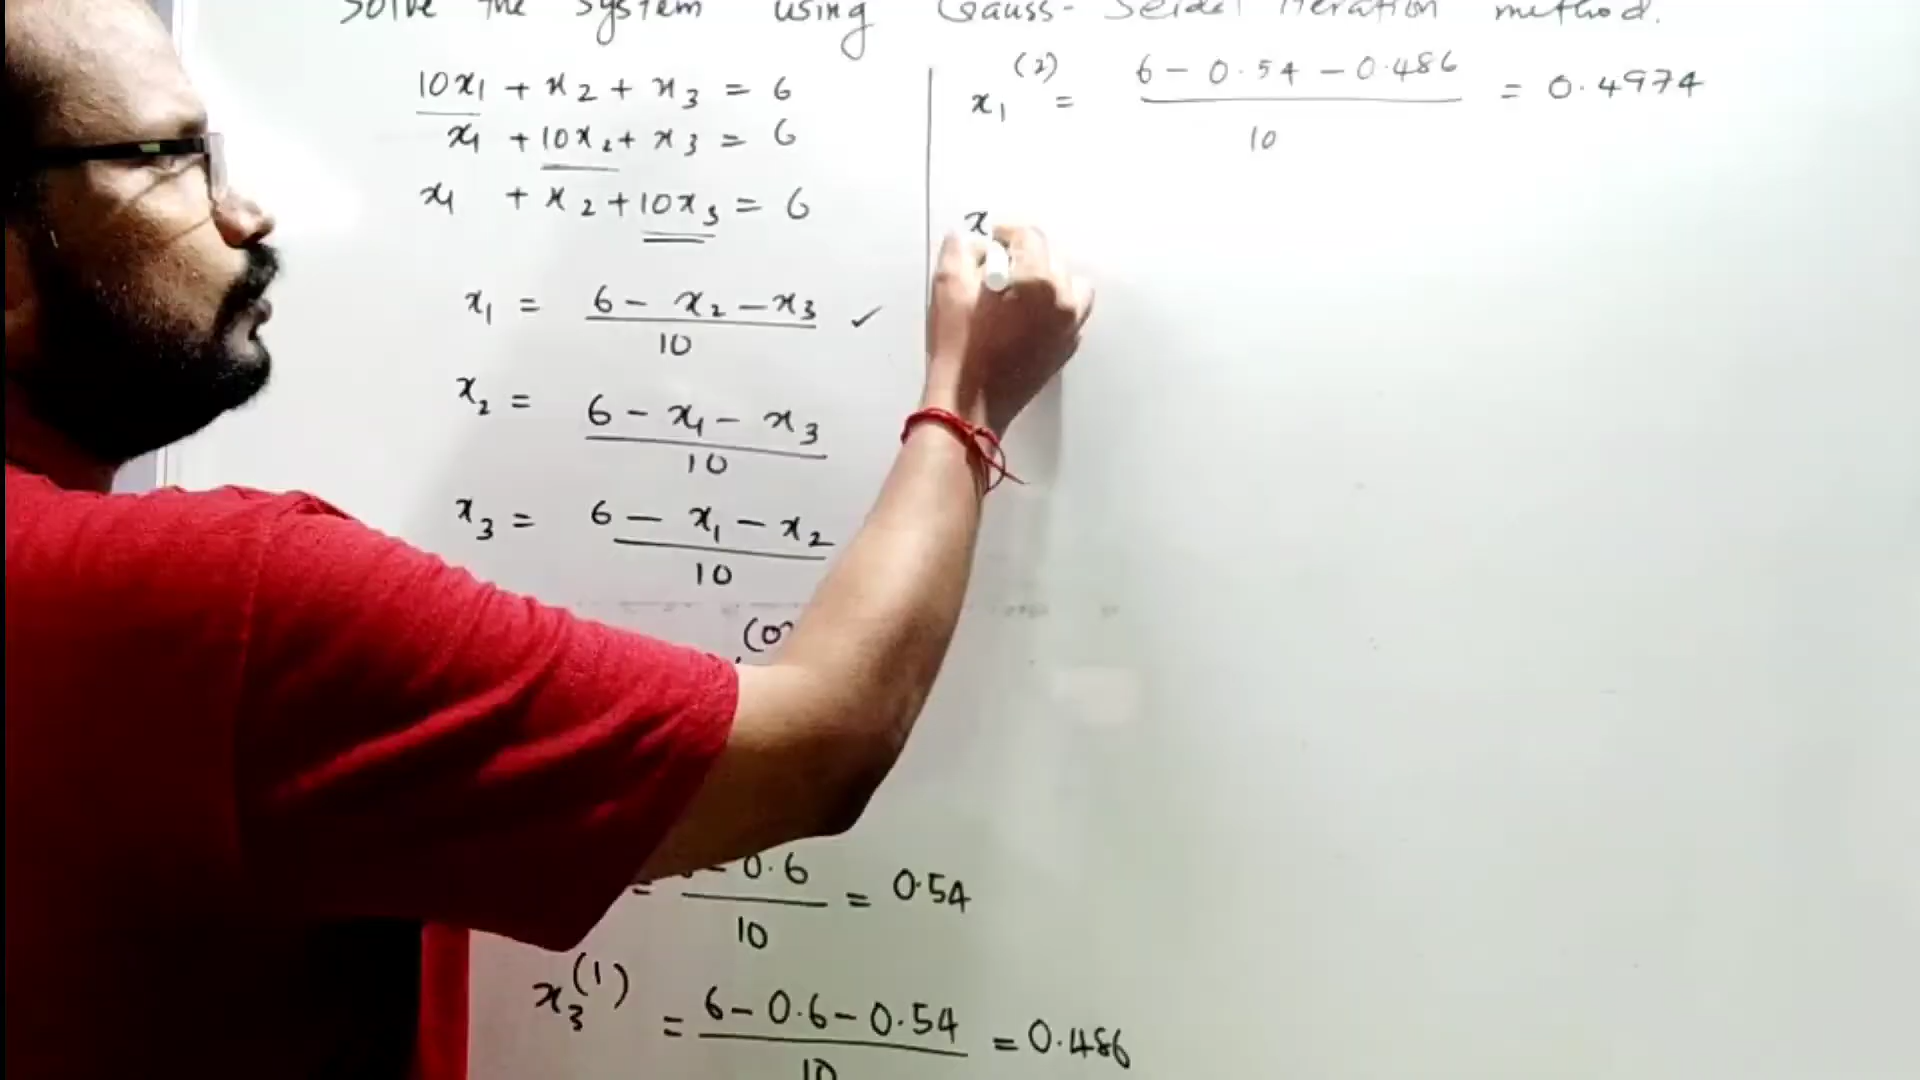 Solve the system using Gauss-Seidel iteration method.
10x₁ + x₂ + x₃ = 6
x₁ + 10x₂ + x₃ = 6
x₁ + x₂ + 10x₃ = 6
x₁ = (6 - x₂ - x₃)/10 ✓
x₂ = (6 - x₁ - x₃)/10
x₃ = (6 - x₁ - x₂)/10
- 0.6/10 = 0.54
x₃⁽¹⁾ = (6 - 0.6 - 0.54)/10 = 0.486
x₁⁽²⁾ = (6 - 0.54 - 0.486)/10 = 0.4974
x